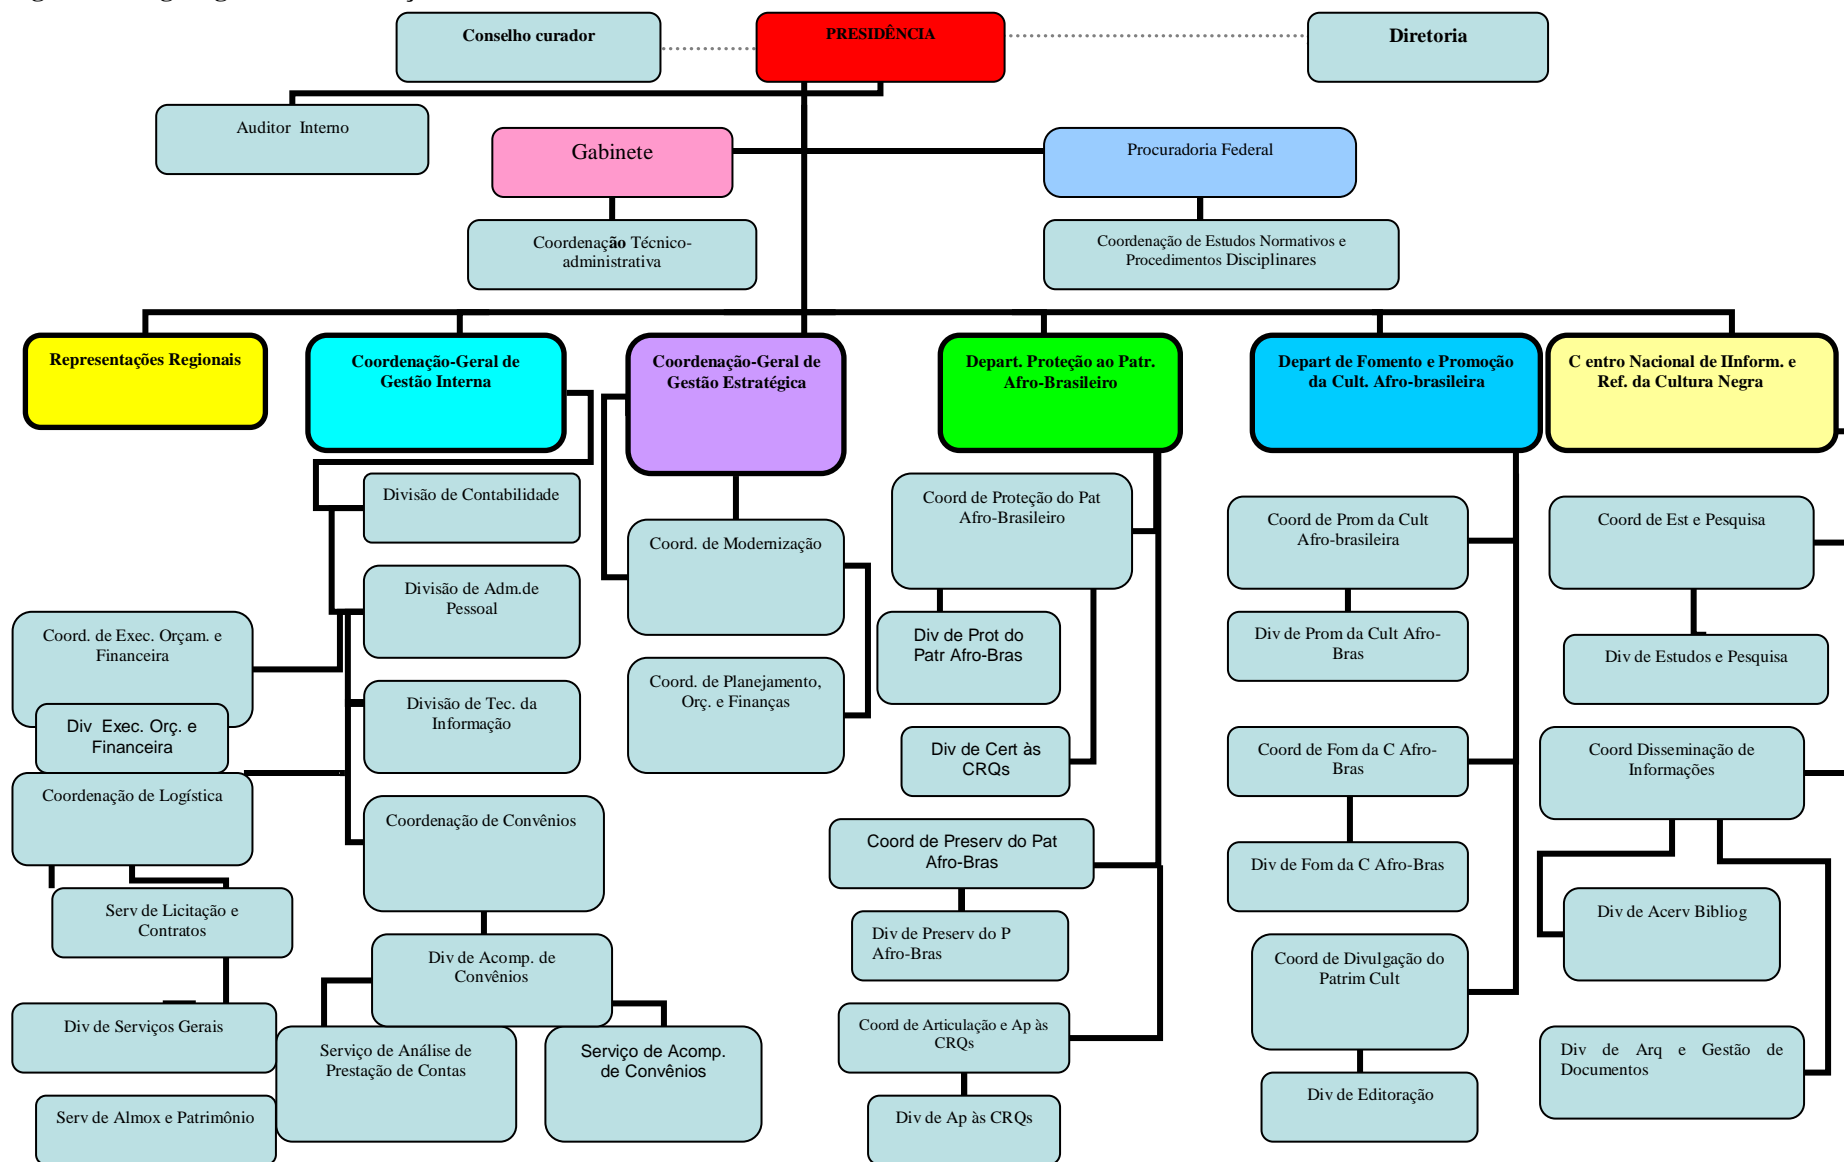 Conselho curador
PRESIDÊNCIA
Diretoria
Auditor Interno
Gabinete
Procuradoria Federal
Coordenação Técnico-
administrativa
Coordenação de Estudos Normativos e
Procedimentos Disciplinares
Representações Regionais
Coordenação-Geral de
Gestão Interna
Coordenação-Geral de
Gestão Estratégica
Depart. Proteção ao Patr.
Afro-Brasileiro
Depart de Fomento e Promoção
da Cult. Afro-brasileira
C entro Nacional de IInform. e
Ref. da Cultura Negra
Divisão de Contabilidade
Divisão de Adm.de
Pessoal
Coord. de Exec. Orçam. e
Financeira
Div Exec. Orç. e
Financeira
Divisão de Tec. da
Informação
Coordenação de Logística
Coordenação de Convênios
Serv de Licitação e
Contratos
Div de Acomp. de
Convênios
Div de Serviços Gerais
Serviço de Análise de
Prestação de Contas
Serviço de Acomp.
de Convênios
Serv de Almox e Patrimônio
Coord. de Modernização
Coord. de Planejamento,
Orç. e Finanças
Coord de Proteção do Pat
Afro-Brasileiro
Div de Prot do
Patr Afro-Bras
Div de Cert às
CRQs
Coord de Preserv do Pat
Afro-Bras
Div de Preserv do P
Afro-Bras
Coord de Articulação e Ap às
CRQs
Div de Ap às CRQs
Coord de Prom da Cult
Afro-brasileira
Div de Prom da Cult Afro-
Bras
Coord de Fom da C Afro-
Bras
Div de Fom da C Afro-Bras
Coord de Divulgação do
Patrim Cult
Div de Editoração
Coord de Est e Pesquisa
Div de Estudos e Pesquisa
Coord Disseminação de
Informações
Div de Acerv Bibliog
Div de Arq e Gestão de
Documentos